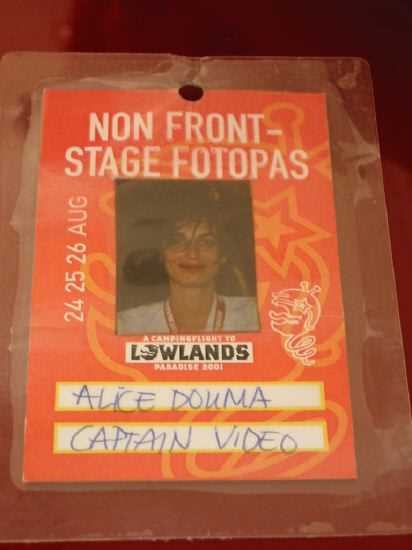 NON FRONT-
STAGE FOTOPAS
24 25 26 AUG
A CAMPINGFLIGHT TO
LOWLANDS
PARADISE 2001
ALICE DOUMA
CAPTAIN VIDEO